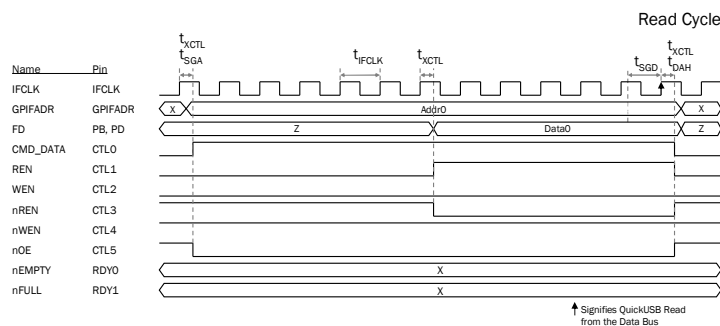 Read Cycle
tXCTL tXCTL
tSGA tIFCLK tXCTL tSGD tDAH
Name Pin
IFCLK IFCLK
GPIFADR GPIFADR X Addr0 X
FD PB, PD Z Data0 Z
CMD_DATA CTL0
REN CTL1
WEN CTL2
nREN CTL3
nWEN CTL4
nOE CTL5
nEMPTY RDY0 X
nFULL RDY1 X
Signifies QuickUSB Read
from the Data Bus